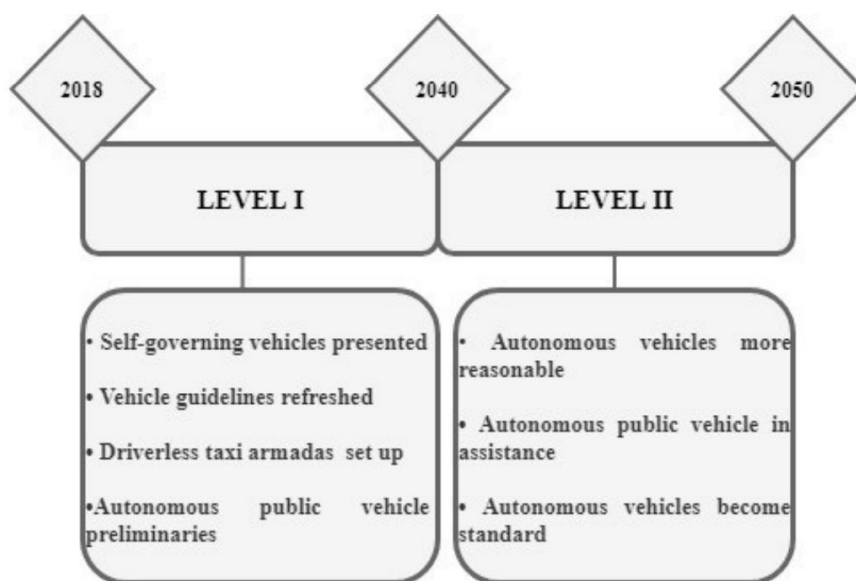 2018
2040
2050
LEVEL I
LEVEL II
• Self-governing vehicles presented
• Vehicle guidelines refreshed
• Driverless taxi armadas set up
•Autonomous public vehicle
preliminaries
• Autonomous vehicles more
reasonable
• Autonomous public vehicle in
assistance
• Autonomous vehicles become
standard